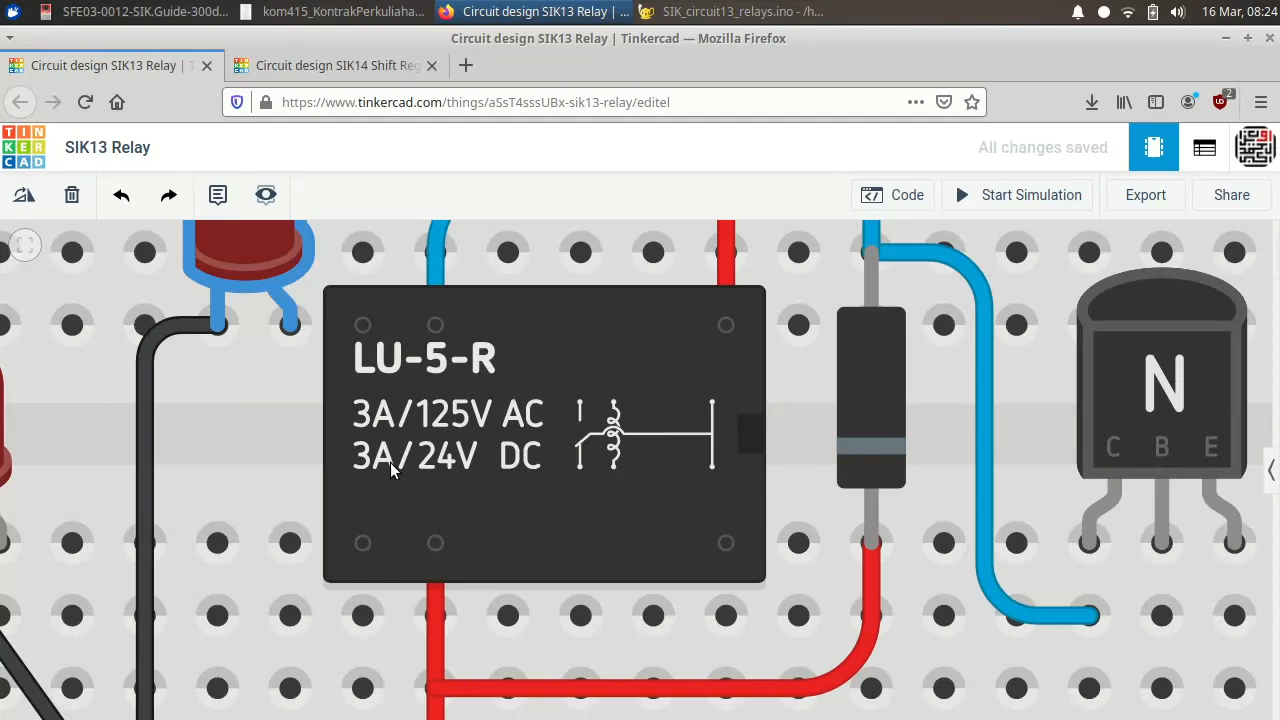 SFE03-0012-SIK.Guide-300d...
kom415_KontrakPerkuliaha...
Circuit design SIK13 Relay | ...
SIK_circuit13_relays.ino - /h...
16 Mar, 08:24
Circuit design SIK13 Relay | Tinkercad — Mozilla Firefox
Circuit design SIK13 Relay | T
Circuit design SIK14 Shift Reg
https://www.tinkercad.com/things/aSsT4sssUBx-sik13-relay/editel
2
TIN
KER
CAD
SIK13 Relay
All changes saved
Code
Start Simulation
Export
Share
LU-5-R
3A/125V AC
3A/24V DC
N
C B E